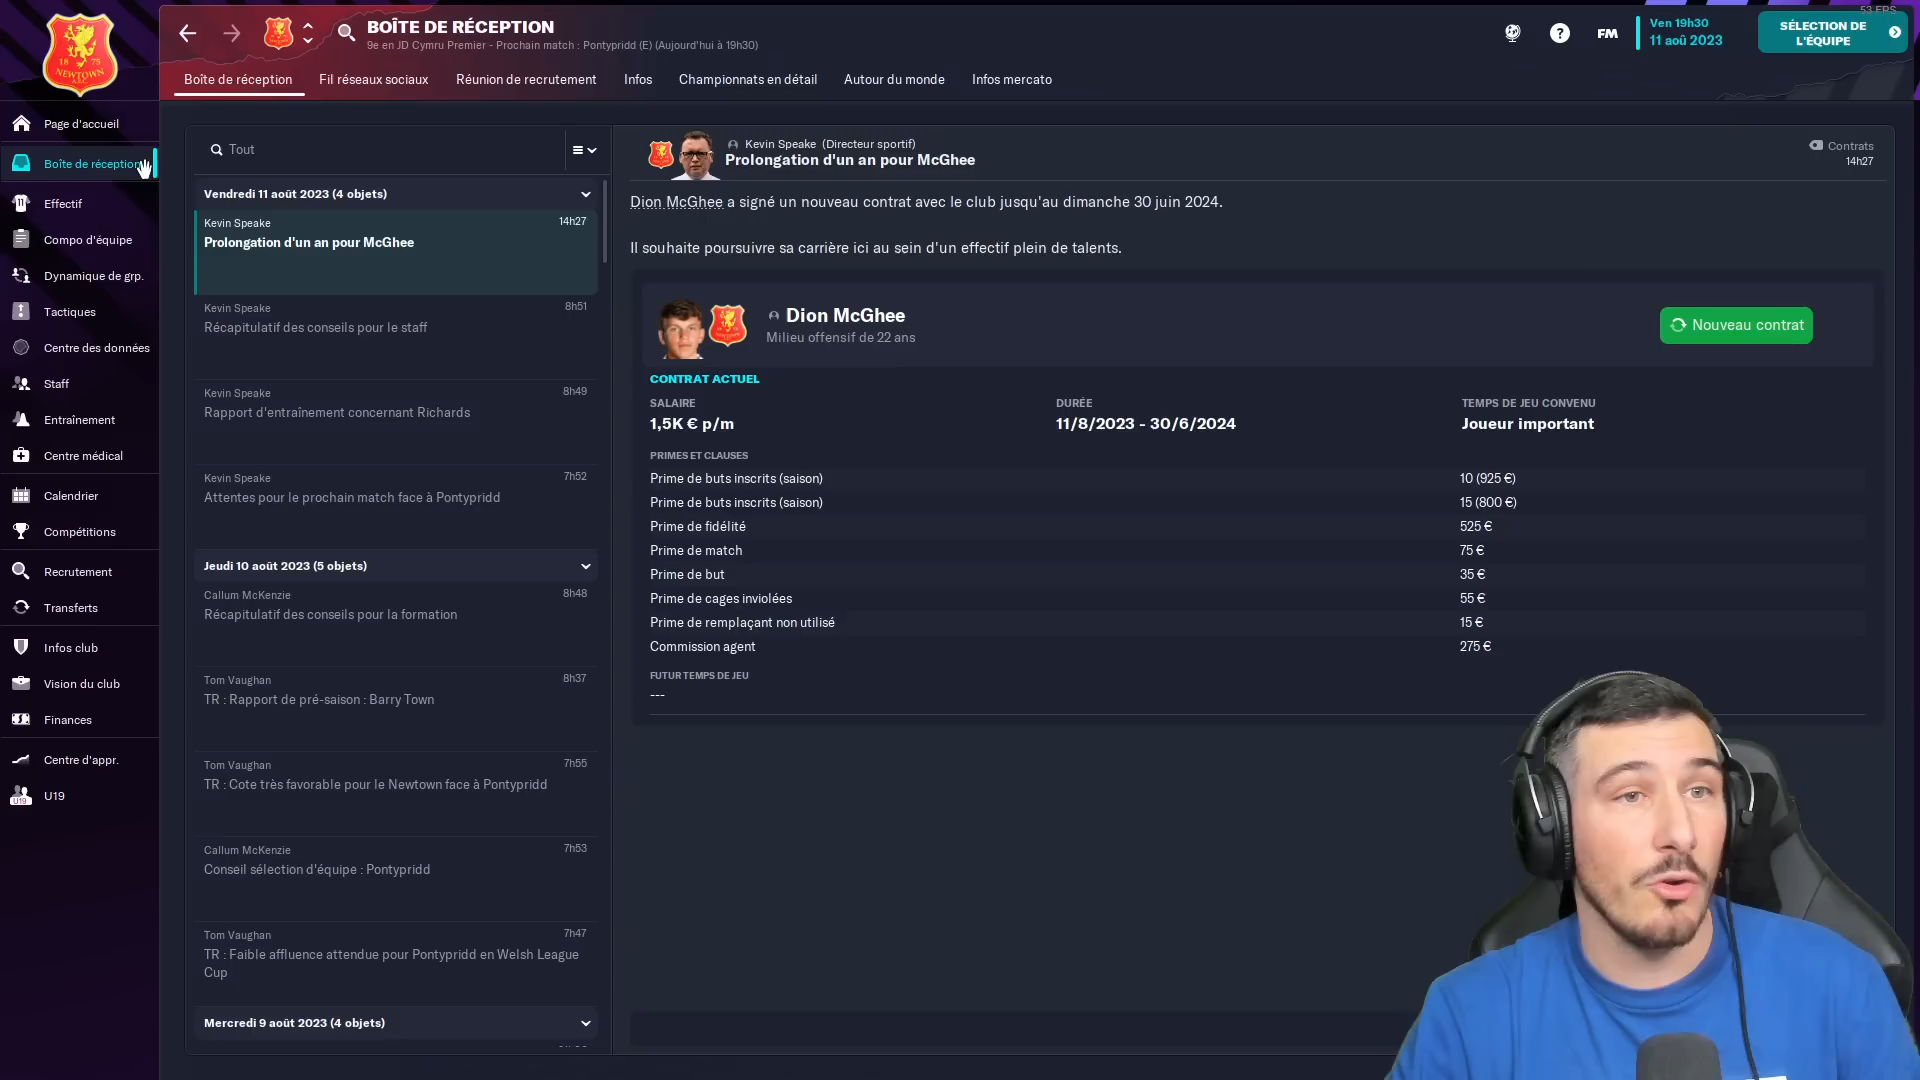 53 FPS
BOÎTE DE RÉCEPTION
9e en JD Cymru Premier - Prochain match : Pontypridd (E) (Aujourd'hui à 19h30)
FM
Ven 19h30
11 aoû 2023
SÉLECTION DE
L'ÉQUIPE
18 75
NEWTOWN
Boîte de réception
Fil réseaux sociaux
Réunion de recrutement
Infos
Championnats en détail
Autour du monde
Infos mercato
Page d'accueil
Boîte de réception
Effectif
Compo d'équipe
Dynamique de grp.
Tactiques
Centre des données
Staff
Entraînement
Centre médical
Calendrier
Compétitions
Recrutement
Transferts
Infos club
Vision du club
Finances
Centre d'appr.
U19
U19
Tout
Vendredi 11 août 2023 (4 objets)
Kevin Speake 14h27
Prolongation d'un an pour McGhee
Kevin Speake 8h51
Récapitulatif des conseils pour le staff
Kevin Speake 8h49
Rapport d'entraînement concernant Richards
Kevin Speake 7h52
Attentes pour le prochain match face à Pontypridd
Jeudi 10 août 2023 (5 objets)
Callum McKenzie 8h48
Récapitulatif des conseils pour la formation
Tom Vaughan 8h37
TR : Rapport de pré-saison : Barry Town
Tom Vaughan 7h55
TR : Cote très favorable pour le Newtown face à Pontypridd
Callum McKenzie 7h53
Conseil sélection d'équipe : Pontypridd
Tom Vaughan 7h47
TR : Faible affluence attendue pour Pontypridd en Welsh League
Cup
Mercredi 9 août 2023 (4 objets)
Kevin Speake (Directeur sportif)
Prolongation d'un an pour McGhee
Contrats
14h27
Dion McGhee a signé un nouveau contrat avec le club jusqu'au dimanche 30 juin 2024.
Il souhaite poursuivre sa carrière ici au sein d'un effectif plein de talents.
Dion McGhee
Milieu offensif de 22 ans
Nouveau contrat
CONTRAT ACTUEL
SALAIRE DURÉE TEMPS DE JEU CONVENU
1,5K € p/m 11/8/2023 - 30/6/2024 Joueur important
PRIMES ET CLAUSES
Prime de buts inscrits (saison) 10 (925 €)
Prime de buts inscrits (saison) 15 (800 €)
Prime de fidélité 525 €
Prime de match 75 €
Prime de but 35 €
Prime de cages inviolées 55 €
Prime de remplaçant non utilisé 15 €
Commission agent 275 €
FUTUR TEMPS DE JEU
---